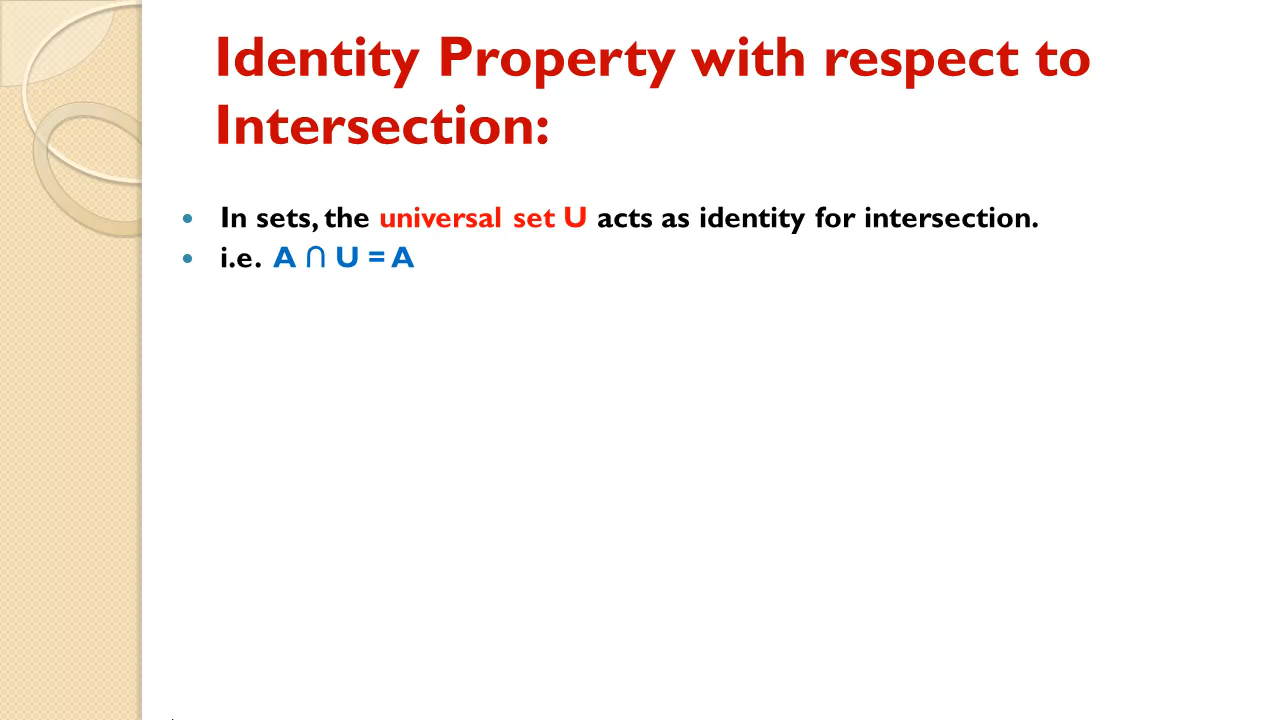 Identity Property with respect to
Intersection:
• In sets, the universal set U acts as identity for intersection.
• i.e. A ∩ U = A